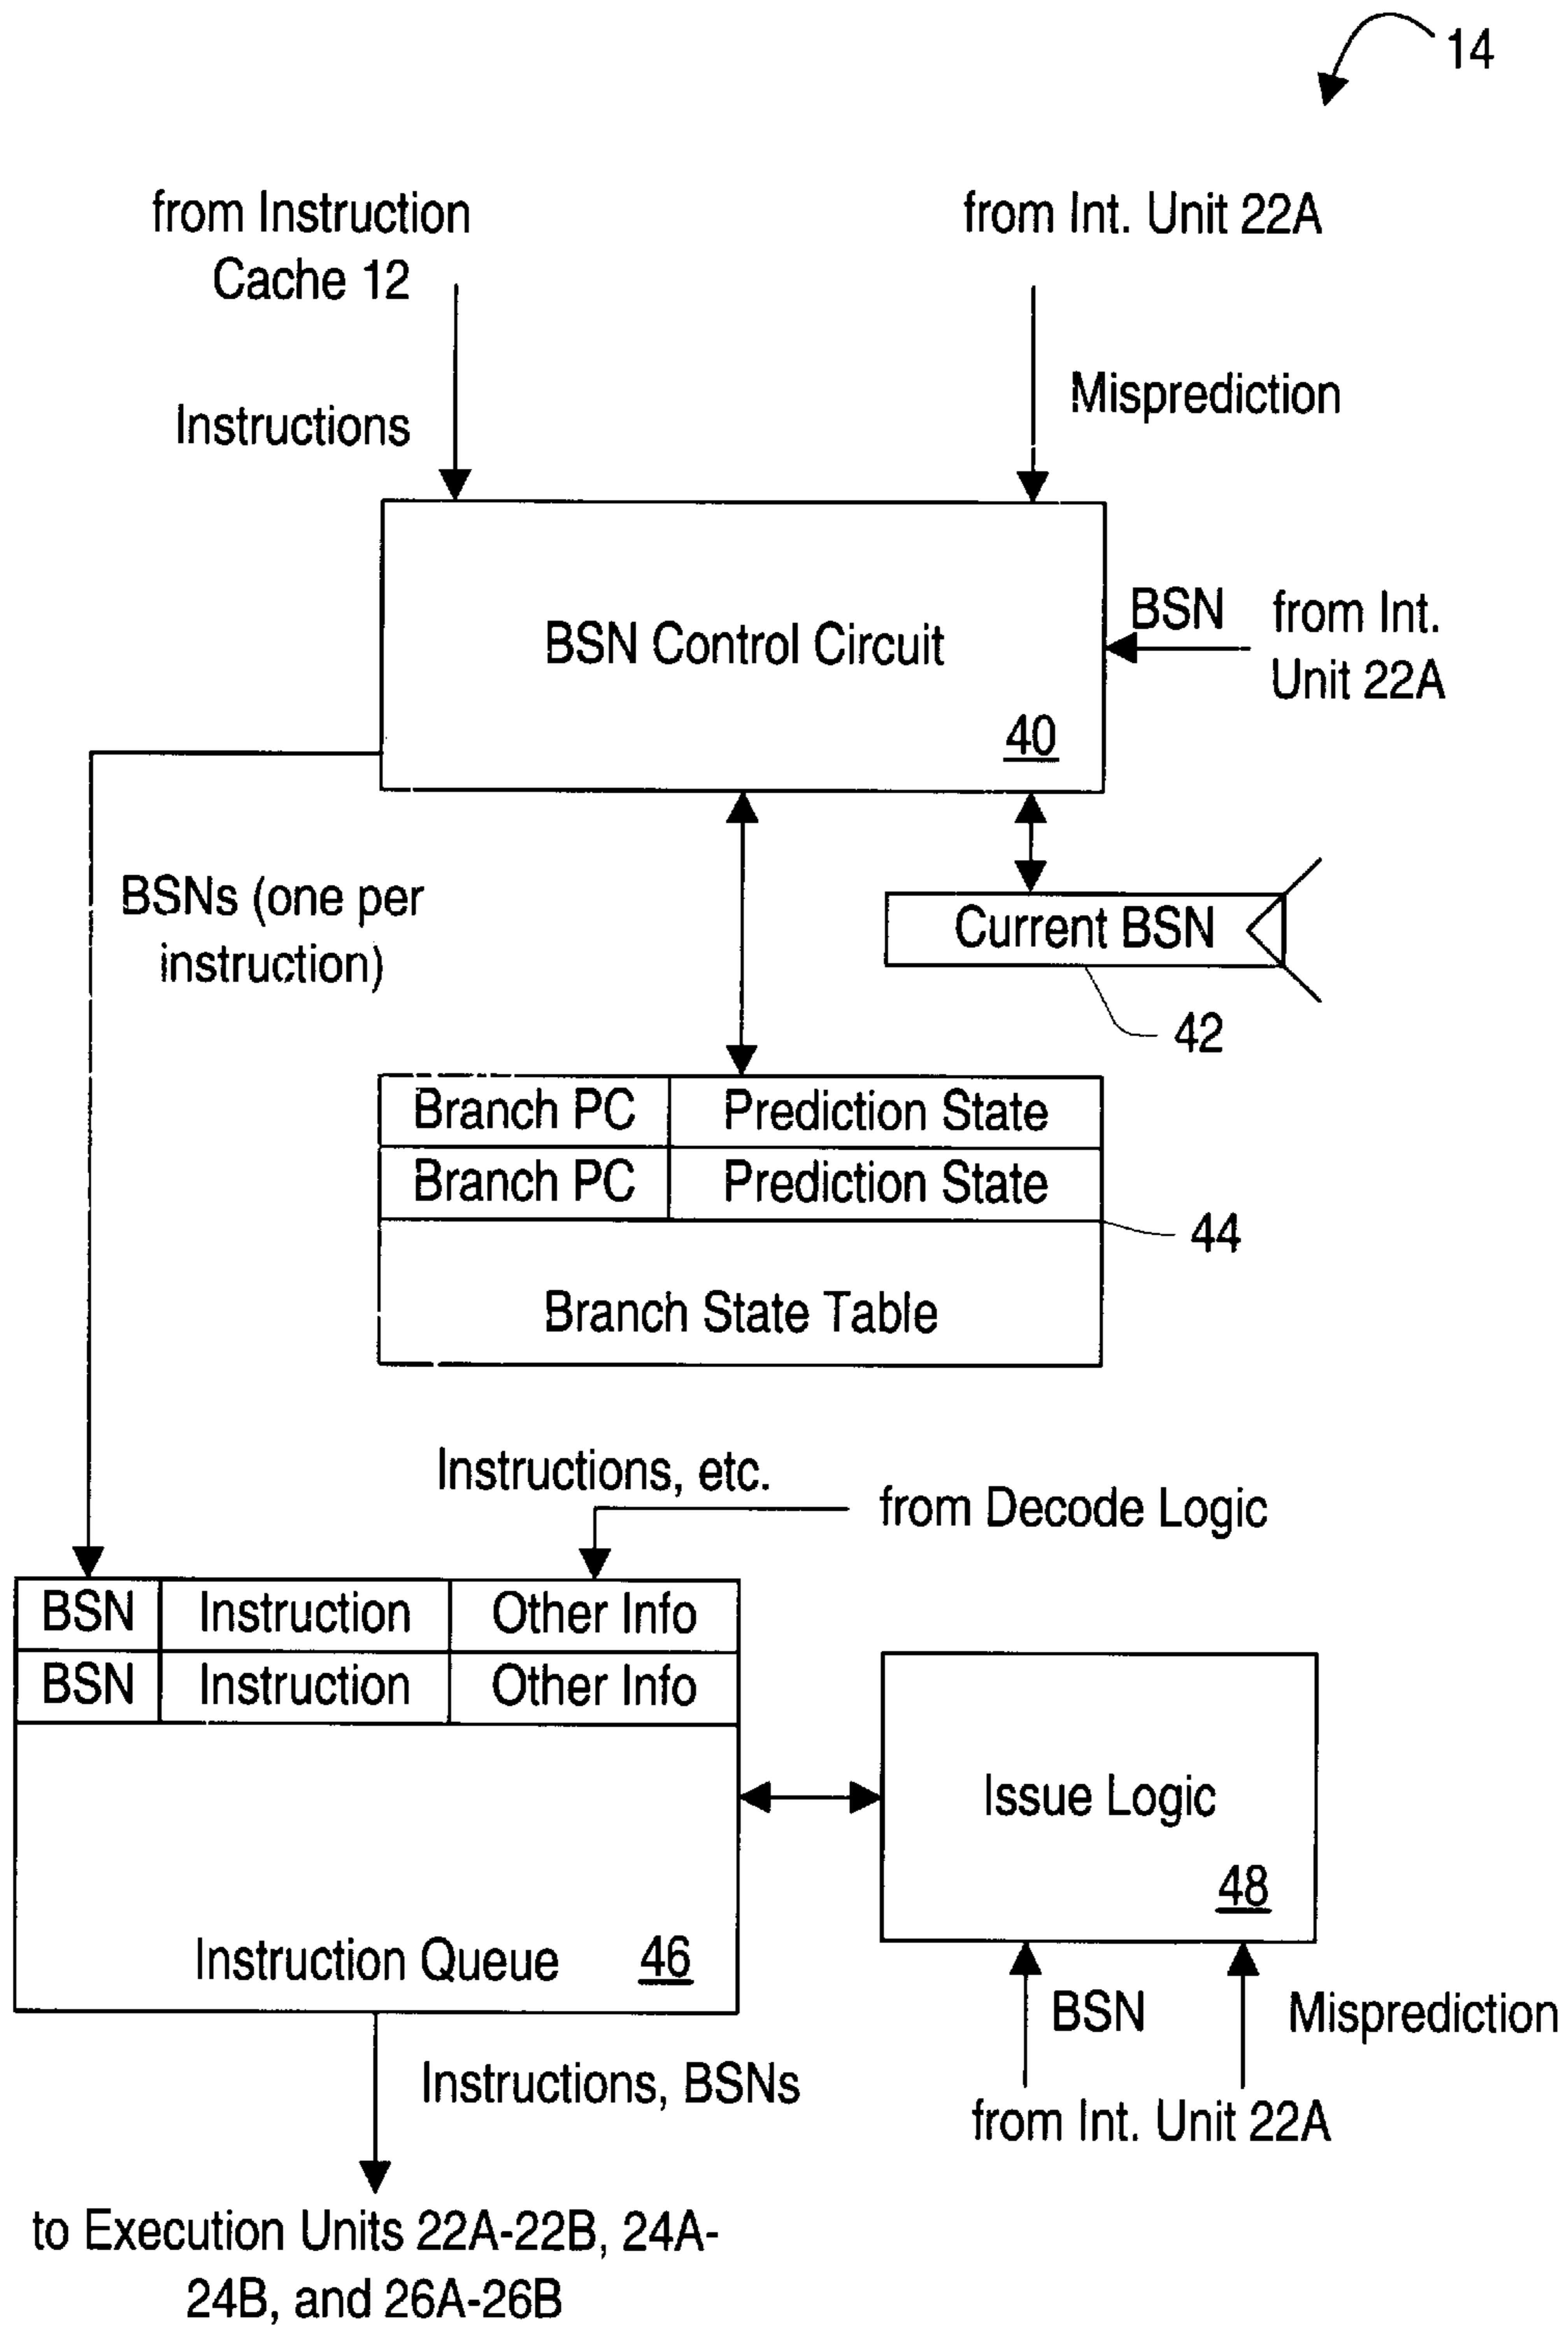 14
from Instruction
Cache 12
from Int. Unit 22A
Instructions
Misprediction
BSN
from Int.
Unit 22A
BSN Control Circuit
40
BSNs (one per
instruction)
Current BSN
42
Branch PC Prediction State
Branch PC Prediction State
44
Branch State Table
Instructions, etc.
from Decode Logic
BSN Instruction Other Info
BSN Instruction Other Info
Issue Logic
48
Instruction Queue 46
BSN
Misprediction
from Int. Unit 22A
Instructions, BSNs
to Execution Units 22A-22B, 24A-
24B, and 26A-26B